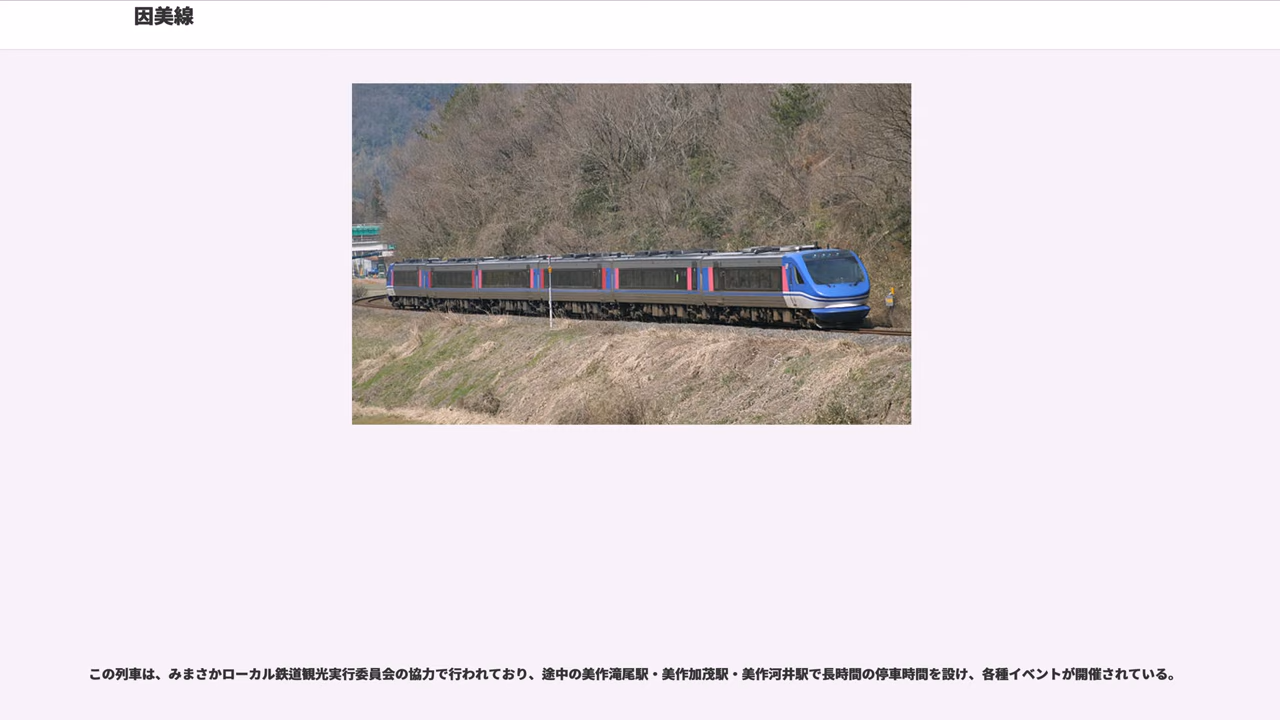 因美線
この列車は、みまさかローカル鉄道観光実行委員会の協力で行われており、途中の美作滝尾駅・美作加茂駅・美作河井駅で長時間の停車時間を設け、各種イベントが開催されている。